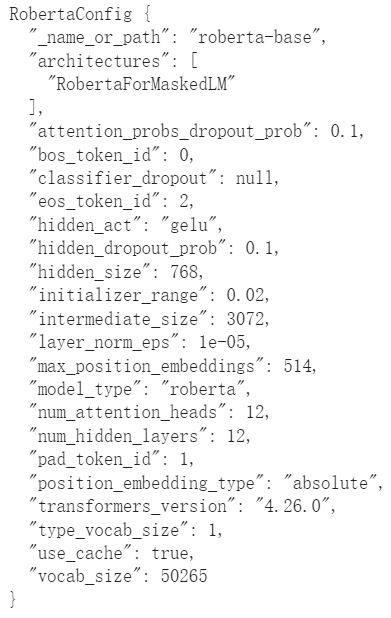 RobertaConfig {
  "_name_or_path": "roberta-base",
  "architectures": [
    "RobertaForMaskedLM"
  ],
  "attention_probs_dropout_prob": 0.1,
  "bos_token_id": 0,
  "classifier_dropout": null,
  "eos_token_id": 2,
  "hidden_act": "gelu",
  "hidden_dropout_prob": 0.1,
  "hidden_size": 768,
  "initializer_range": 0.02,
  "intermediate_size": 3072,
  "layer_norm_eps": 1e-05,
  "max_position_embeddings": 514,
  "model_type": "roberta",
  "num_attention_heads": 12,
  "num_hidden_layers": 12,
  "pad_token_id": 1,
  "position_embedding_type": "absolute",
  "transformers_version": "4.26.0",
  "type_vocab_size": 1,
  "use_cache": true,
  "vocab_size": 50265
}